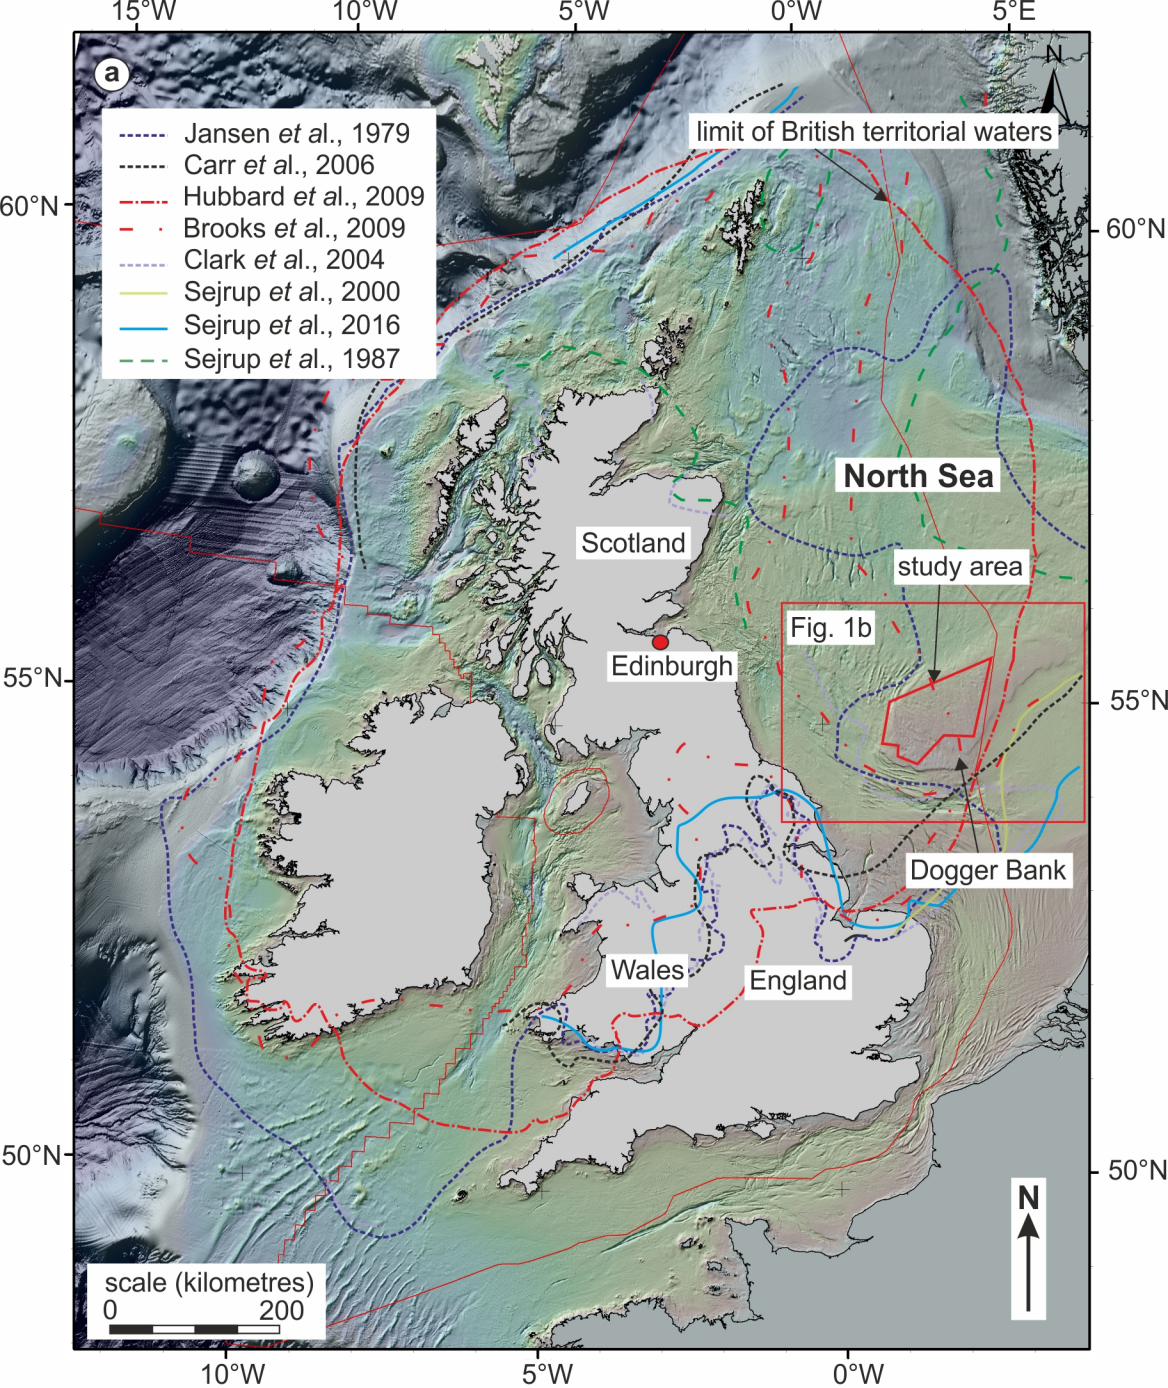 15°W 10°W 5°W 0°W 5°E
a
N
limit of British territorial waters
Jansen et al., 1979
Carr et al., 2006
Hubbard et al., 2009
Brooks et al., 2009
Clark et al., 2004
Sejrup et al., 2000
Sejrup et al., 2016
Sejrup et al., 1987
60°N
60°N
North Sea
Scotland
study area
Fig. 1b
Edinburgh
55°N
55°N
Dogger Bank
Wales
England
50°N
50°N
N
scale (kilometres)
0 200
10°W 5°W 0°W